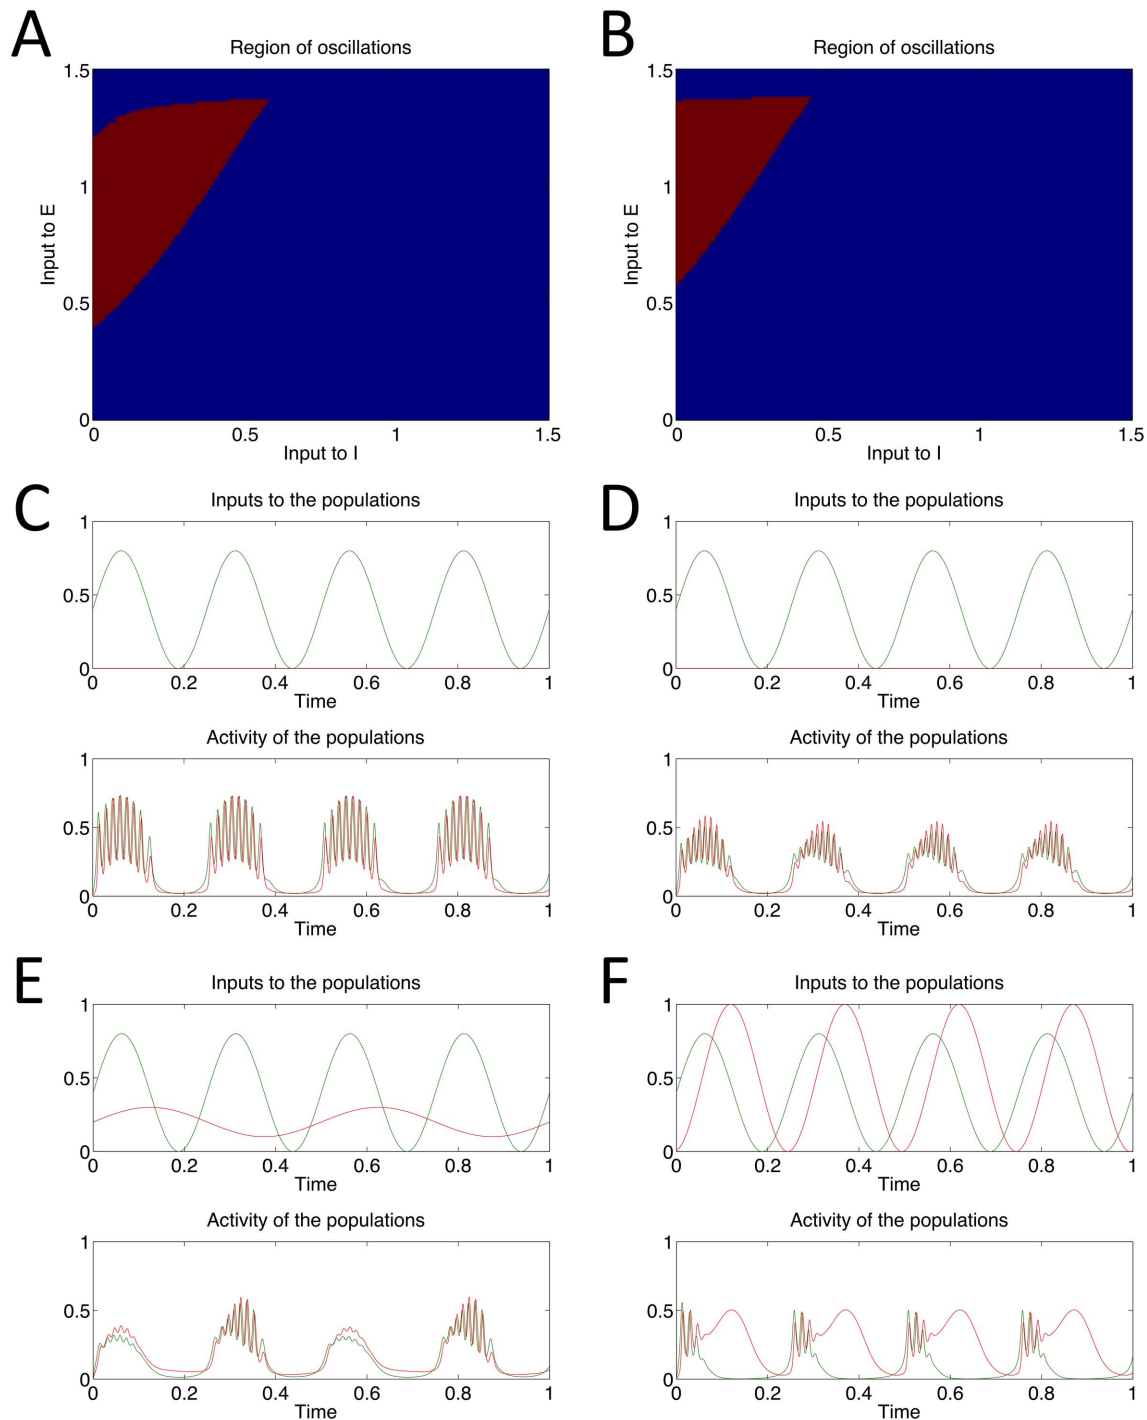 A
Region of oscillations
1.5
1
0.5
0
Input to E
0 0.5 1 1.5
Input to I
B
Region of oscillations
1.5
1
0.5
0
Input to E
0 0.5 1 1.5
Input to I
C
Inputs to the populations
1
0.5
0
0 0.2 0.4 0.6 0.8 1
Time
Activity of the populations
1
0.5
0
0 0.2 0.4 0.6 0.8 1
Time
D
Inputs to the populations
1
0.5
0
0 0.2 0.4 0.6 0.8 1
Time
Activity of the populations
1
0.5
0
0 0.2 0.4 0.6 0.8 1
Time
E
Inputs to the populations
1
0.5
0
0 0.2 0.4 0.6 0.8 1
Time
Activity of the populations
1
0.5
0
0 0.2 0.4 0.6 0.8 1
Time
F
Inputs to the populations
1
0.5
0
0 0.2 0.4 0.6 0.8 1
Time
Activity of the populations
1
0.5
0
0 0.2 0.4 0.6 0.8 1
Time